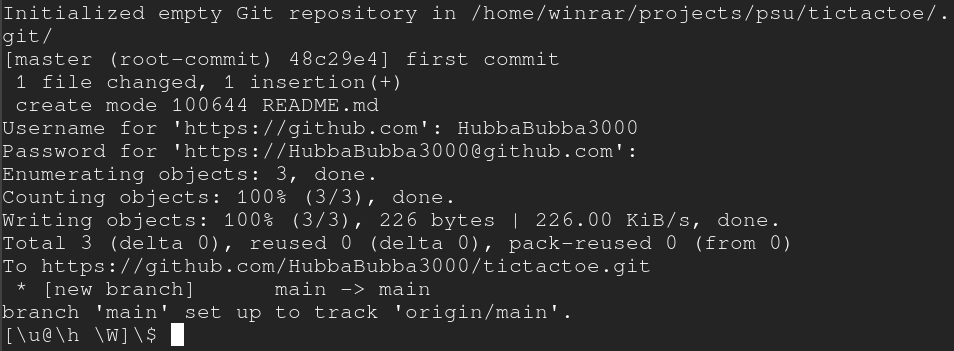 Initialized empty Git repository in /home/winrar/projects/psu/tictactoe/.
git/
[master (root-commit) 48c29e4] first commit
 1 file changed, 1 insertion(+)
 create mode 100644 README.md
Username for 'https://github.com': HubbaBubba3000
Password for 'https://HubbaBubba3000@github.com':
Enumerating objects: 3, done.
Counting objects: 100% (3/3), done.
Writing objects: 100% (3/3), 226 bytes | 226.00 KiB/s, done.
Total 3 (delta 0), reused 0 (delta 0), pack-reused 0 (from 0)
To https://github.com/HubbaBubba3000/tictactoe.git
 * [new branch]      main -> main
branch 'main' set up to track 'origin/main'.
[\u@\h \W]\$